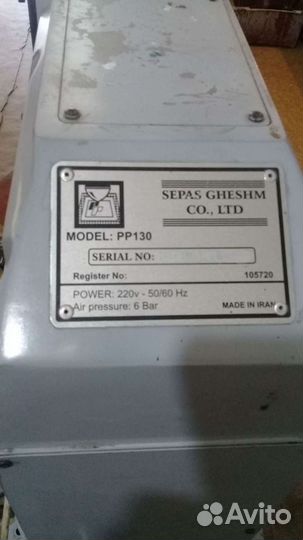 SEPAS GHESHM
CO., LTD
MODEL: PP130
SERIAL NO:
Register No: 105720
POWER: 220v - 50/60 Hz
Air pressure: 6 Bar
MADE IN IRAN
Avito